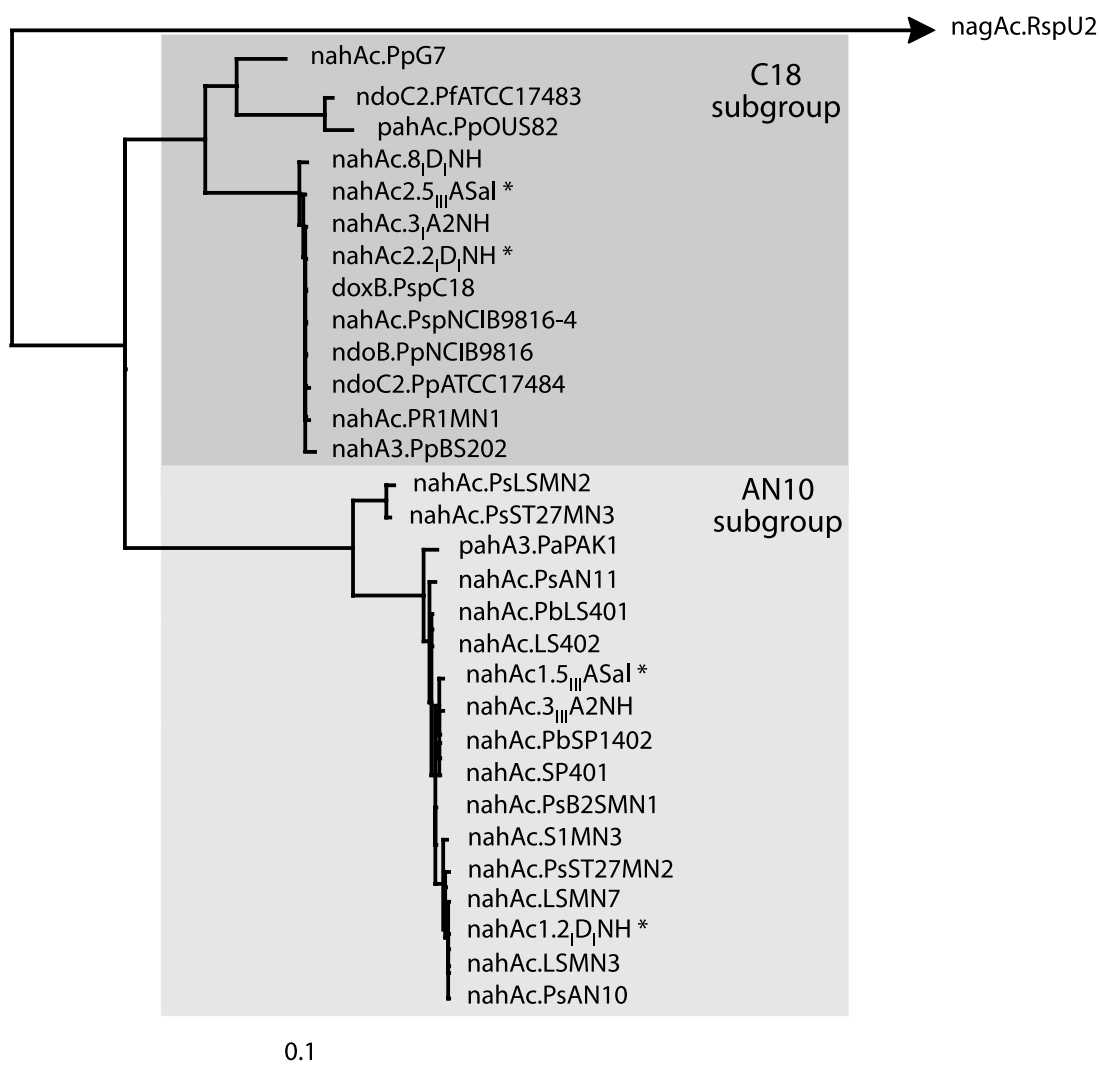 nagAc.RspU2
nahAc.PpG7
C18
subgroup
ndoC2.PfATCC17483
pahAc.PpOUS82
nahAc.8ᵢDᵢNH
nahAc2.5ᵢᵢᵢASal *
nahAc.3ᵢA2NH
nahAc2.2ᵢDᵢNH *
doxB.PspC18
nahAc.PspNCIB9816-4
ndoB.PpNCIB9816
ndoC2.PpATCC17484
nahAc.PR1MN1
nahA3.PpBS202
nahAc.PsLSMN2
AN10
subgroup
nahAc.PsST27MN3
pahA3.PaPAK1
nahAc.PsAN11
nahAc.PbLS401
nahAc.LS402
nahAc1.5ᵢᵢᵢASal *
nahAc.3ᵢᵢᵢA2NH
nahAc.PbSP1402
nahAc.SP401
nahAc.PsB2SMN1
nahAc.S1MN3
nahAc.PsST27MN2
nahAc.LSMN7
nahAc1.2ᵢDᵢNH *
nahAc.LSMN3
nahAc.PsAN10
0.1